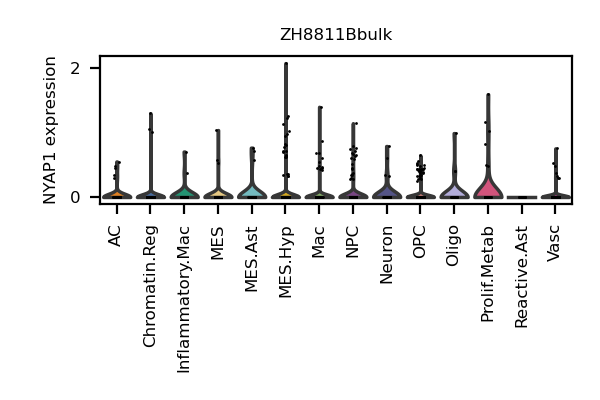 ZH8811Bbulk
NYAP1 expression
2
0
AC
Chromatin.Reg
Inflammatory.Mac
MES
MES.Ast
MES.Hyp
Mac
NPC
Neuron
OPC
Oligo
Prolif.Metab
Reactive.Ast
Vasc